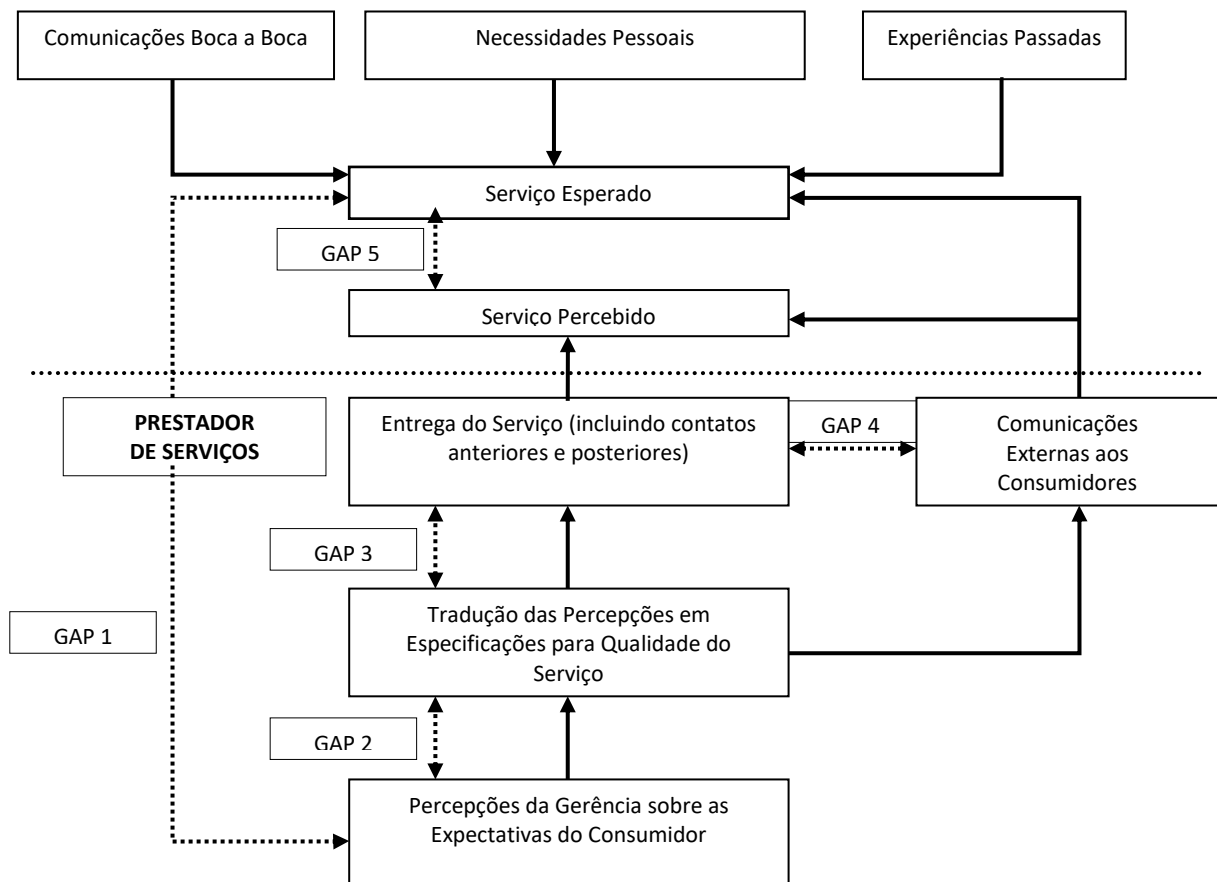 Comunicações Boca a Boca
Necessidades Pessoais
Experiências Passadas
Serviço Esperado
GAP 5
Serviço Percebido
PRESTADOR
DE SERVIÇOS
Entrega do Serviço (incluindo contatos
anteriores e posteriores)
GAP 4
Comunicações
Externas aos
Consumidores
GAP 3
GAP 1
Tradução das Percepções em
Especificações para Qualidade do
Serviço
GAP 2
Percepções da Gerência sobre as
Expectativas do Consumidor